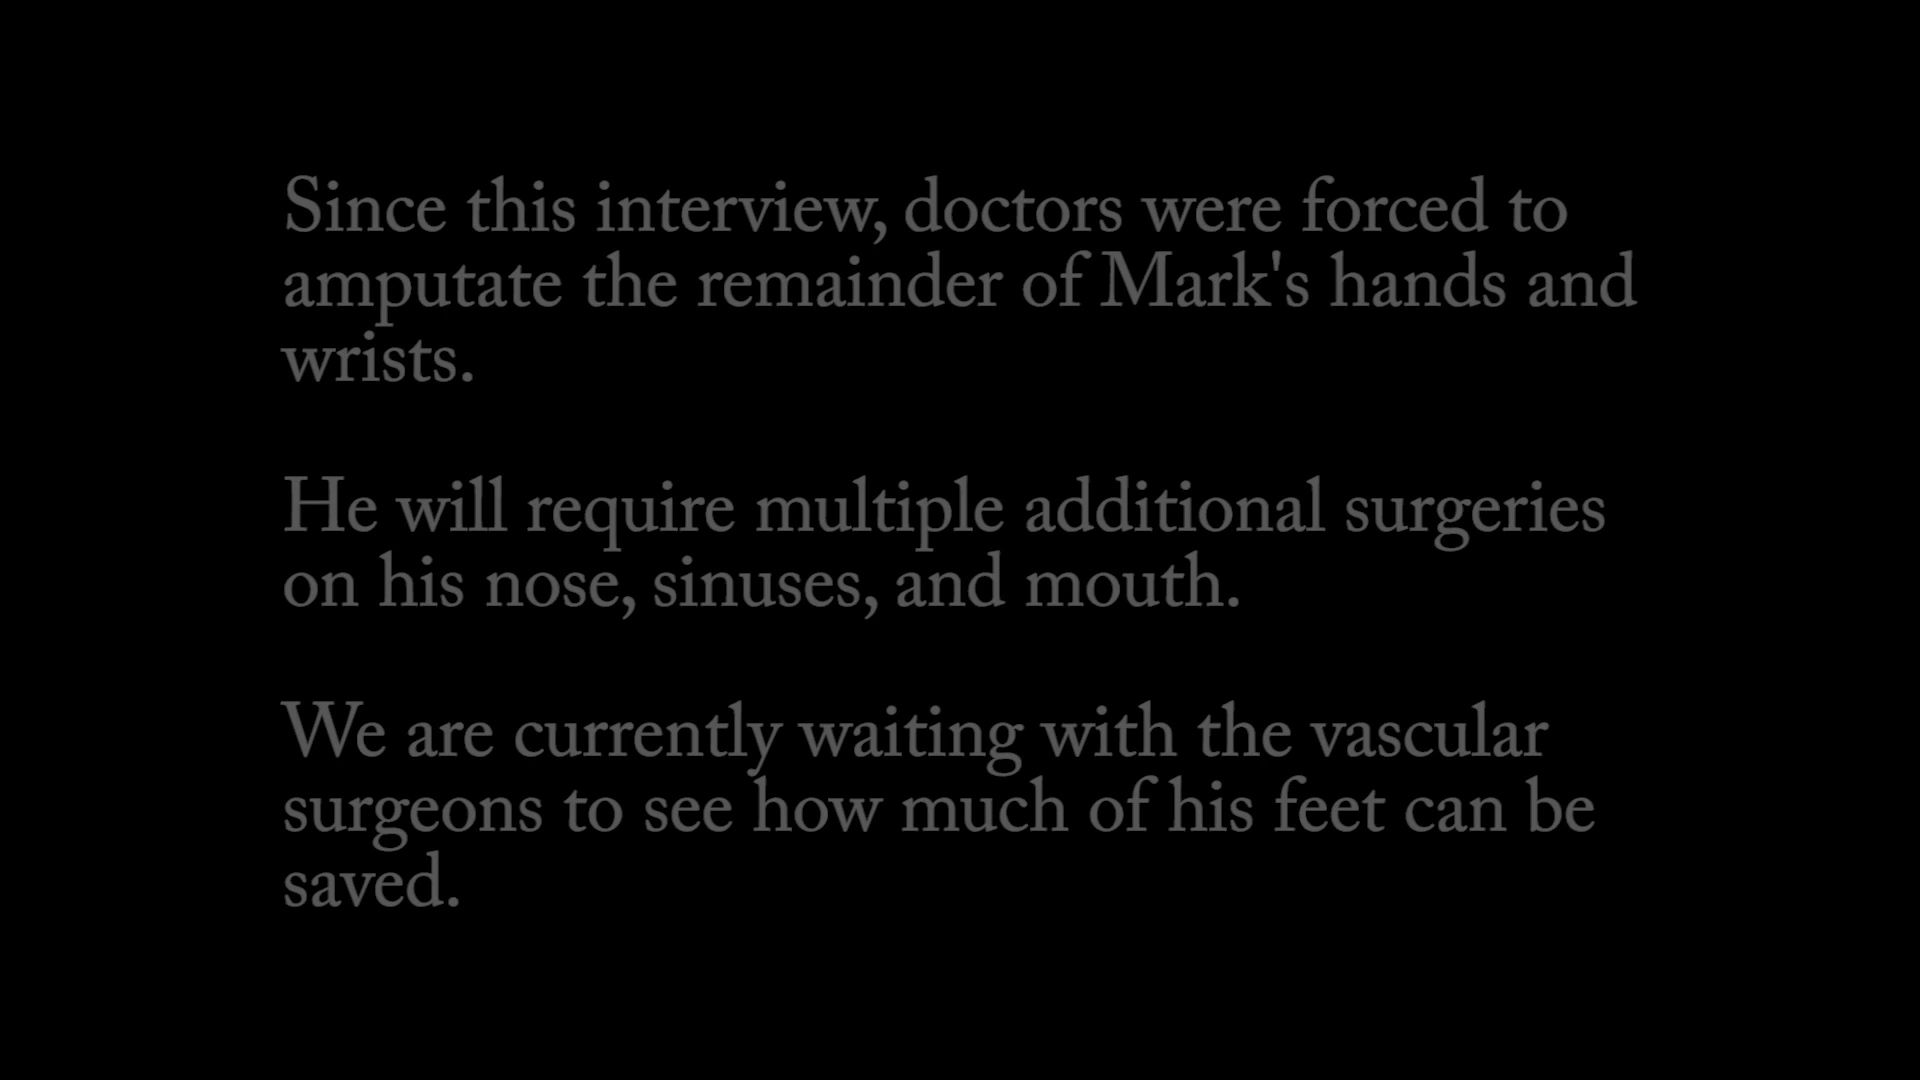 Since this interview, doctors were forced to
amputate the remainder of Mark's hands and
wrists.
He will require multiple additional surgeries
on his nose, sinuses, and mouth.
We are currently waiting with the vascular
surgeons to see how much of his feet can be
saved.